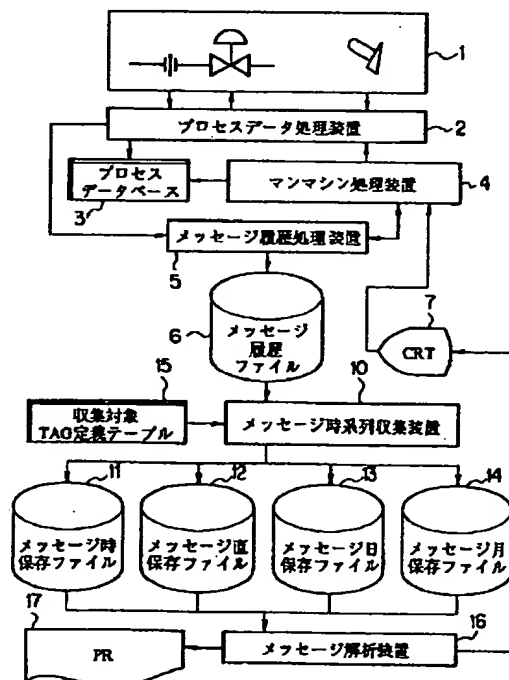 1
プロセスデータ処理装置
2
プロセス
データベース
3
マンマシン処理装置
4
メッセージ履歴処理装置
5
6
メッセージ
履歴
ファイル
7
CRT
15
収集対象
TAG定義テーブル
10
メッセージ時系列収集装置
11
メッセージ時
保存ファイル
12
メッセージ直
保存ファイル
13
メッセージ日
保存ファイル
14
メッセージ月
保存ファイル
17
PR
メッセージ解析装置
16